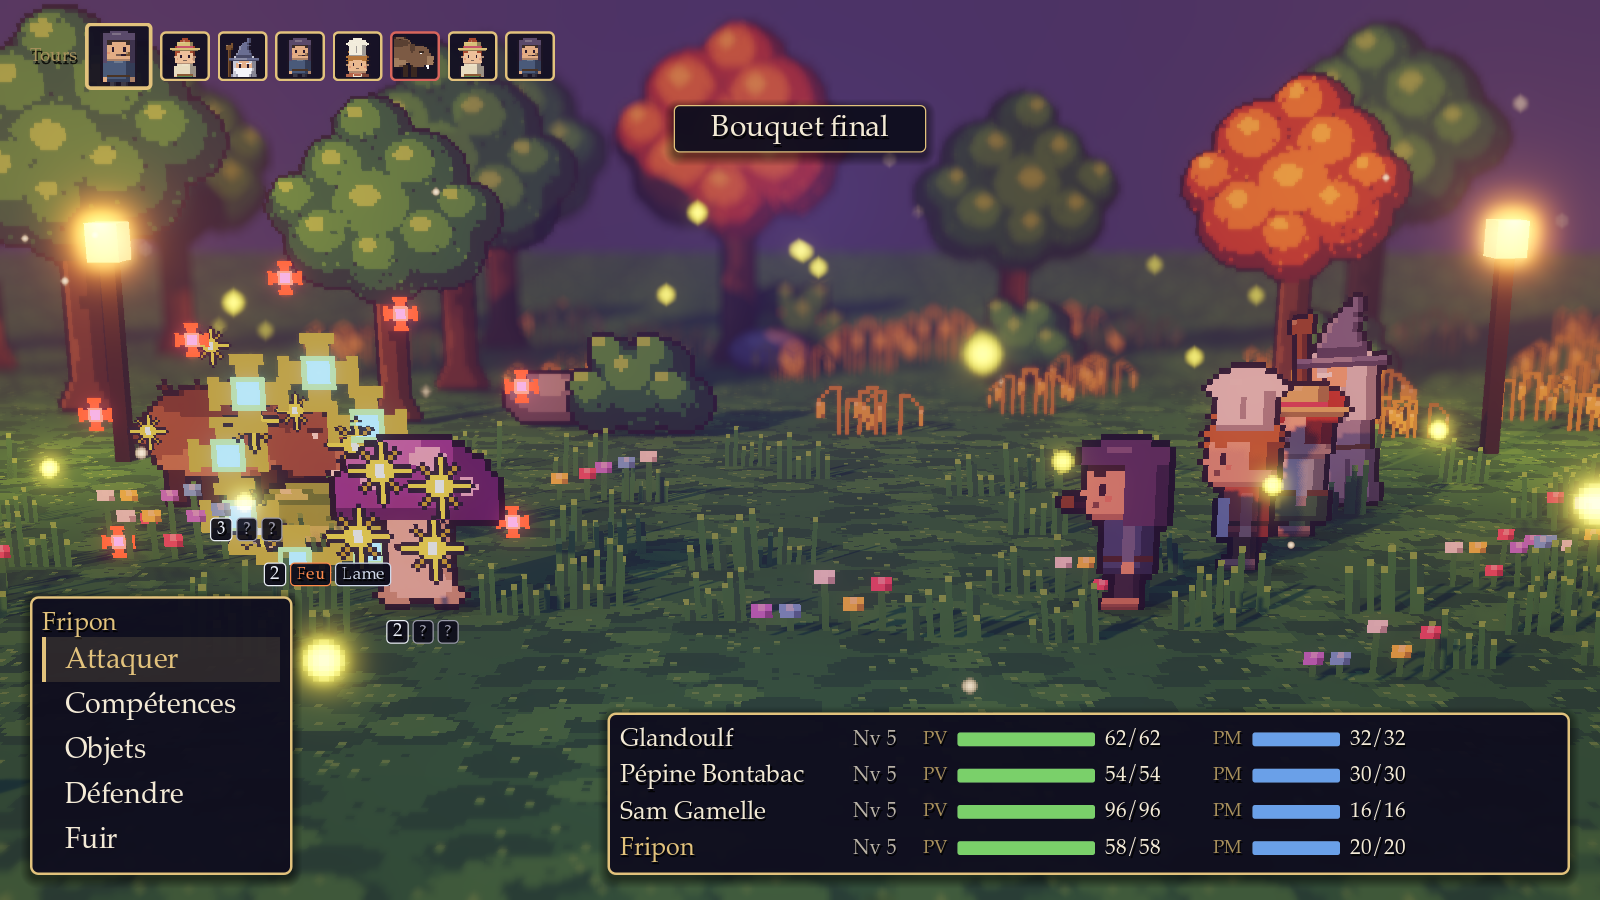 Tours
Bouquet final
3 ? ?
2 Feu Lame
2 ? ?
Fripon
Attaquer
Compétences
Objets
Défendre
Fuir
Glandoulf Nv 5 PV 62/62 PM 32/32
Pépine Bontabac Nv 5 PV 54/54 PM 30/30
Sam Gamelle Nv 5 PV 96/96 PM 16/16
Fripon Nv 5 PV 58/58 PM 20/20